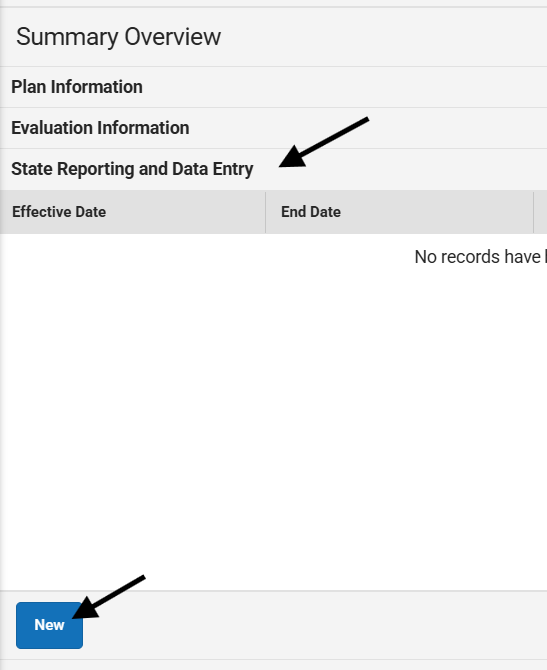 Summary Overview
Plan Information
Evaluation Information
State Reporting and Data Entry
Effective Date End Date
No records have
New